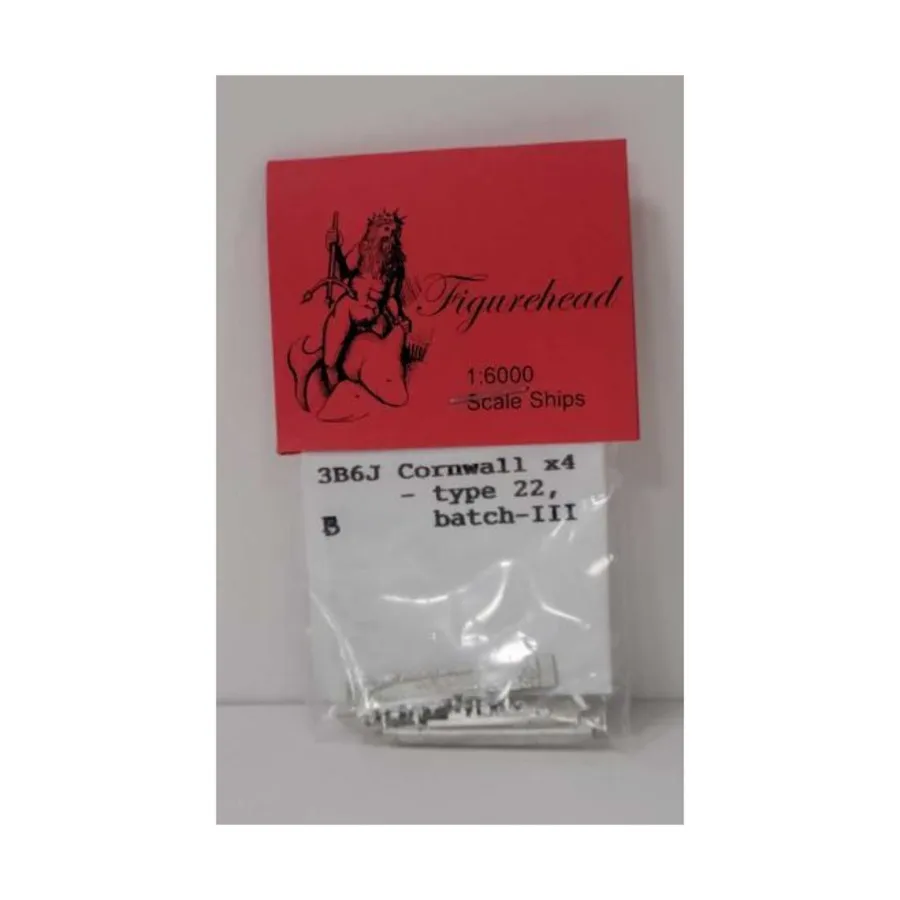 Figurehead
1:6000
Scale Ships
3B6J Cornwall x4
- type 22,
B batch-III